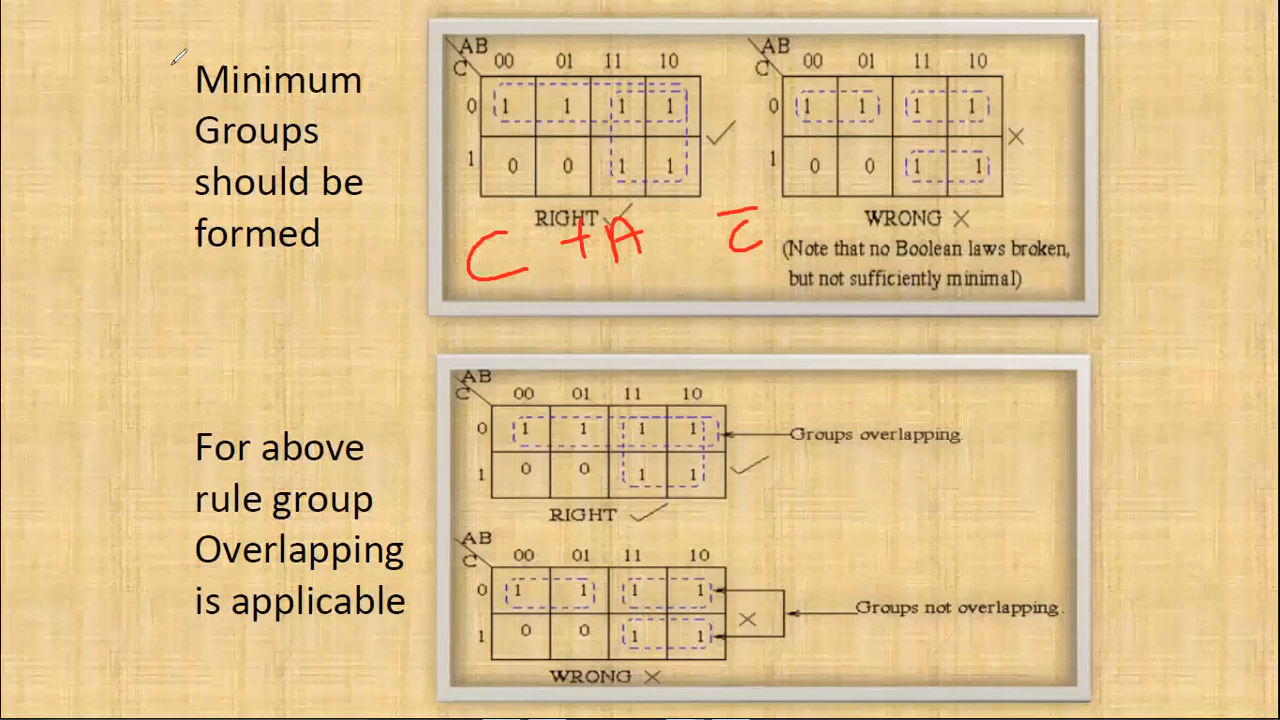 Minimum
Groups
should be
formed
AB
C
00 01 11 10
0 1 1 1 1
1 0 0 1 1
RIGHT
C + A
AB
C
00 01 11 10
0 1 1 1 1
1 0 0 1 1
WRONG
C̅
(Note that no Boolean laws broken,
but not sufficiently minimal)
For above
rule group
Overlapping
is applicable
AB
C
00 01 11 10
0 1 1 1 1
1 0 0 1 1
RIGHT
Groups overlapping.
AB
C
00 01 11 10
0 1 1 1 1
1 0 0 1 1
WRONG
Groups not overlapping.